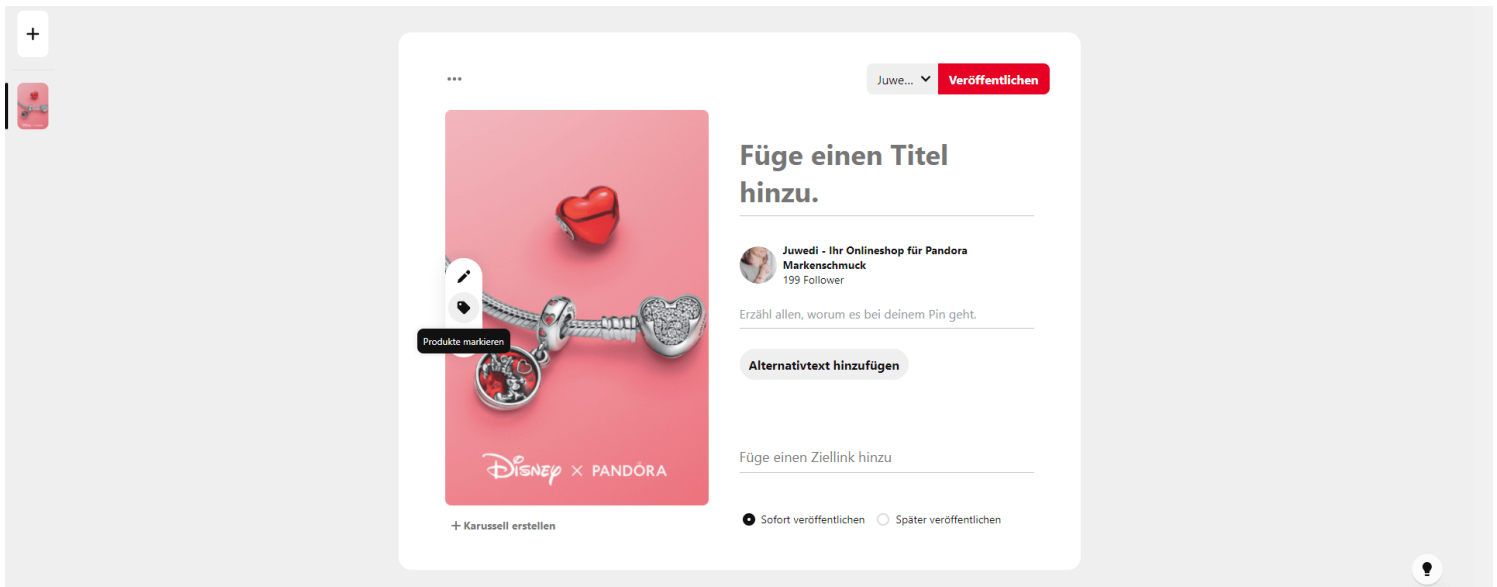 Juwe...
Veröffentlichen
Füge einen Titel
hinzu.
Juwedi - Ihr Onlineshop für Pandora
Markenschmuck
199 Follower
Erzähl allen, worum es bei deinem Pin geht.
Produkte markieren
Alternativtext hinzufügen
Disney × PANDORA
Füge einen Ziellink hinzu
Karussell erstellen
Sofort veröffentlichen
Später veröffentlichen